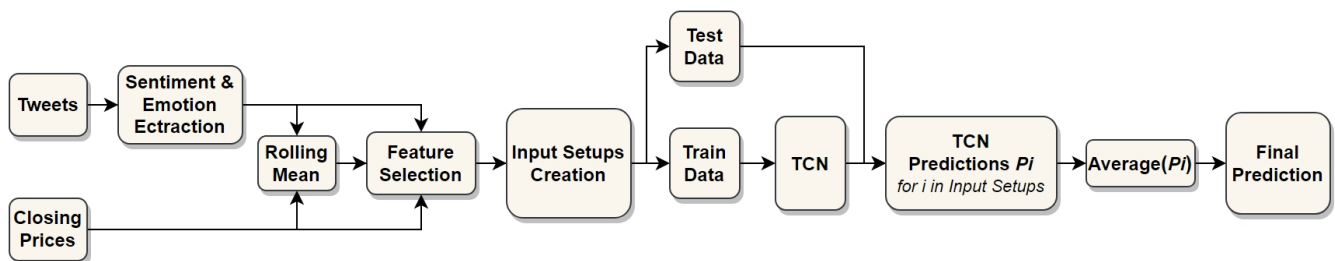 Tweets
Sentiment &
Emotion
Ectraction
Closing
Prices
Rolling
Mean
Feature
Selection
Input Setups
Creation
Test
Data
Train
Data
TCN
TCN
Predictions Pi
for i in Input Setups
Average(Pi)
Final
Prediction